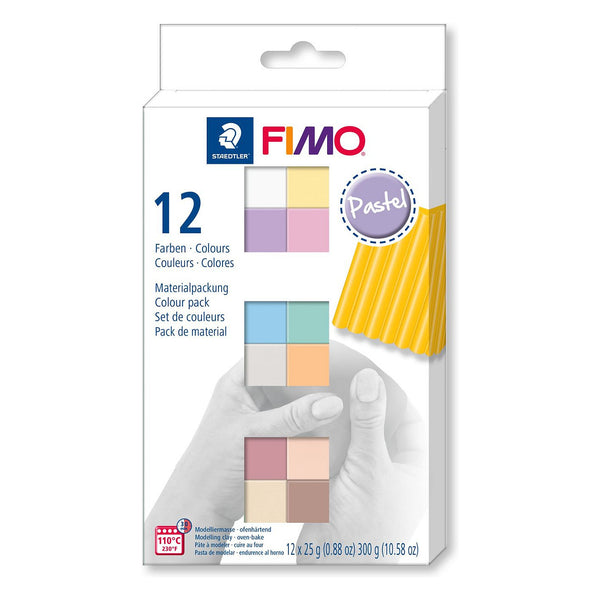 STAEDTLER
FIMO®
Pastel
12
Farben · Colours
Couleurs · Colores
Materialpackung
Colour pack
Set de couleurs
Pack de material
30
110°C
230°F
Modelliermasse · ofenhärtend
Modelling clay · oven-bake
Pâte à modeler · cuire au four
Pasta de modelar · endurence al horno
12 x 25 g (0.88 oz) 300 g (10.58 oz)